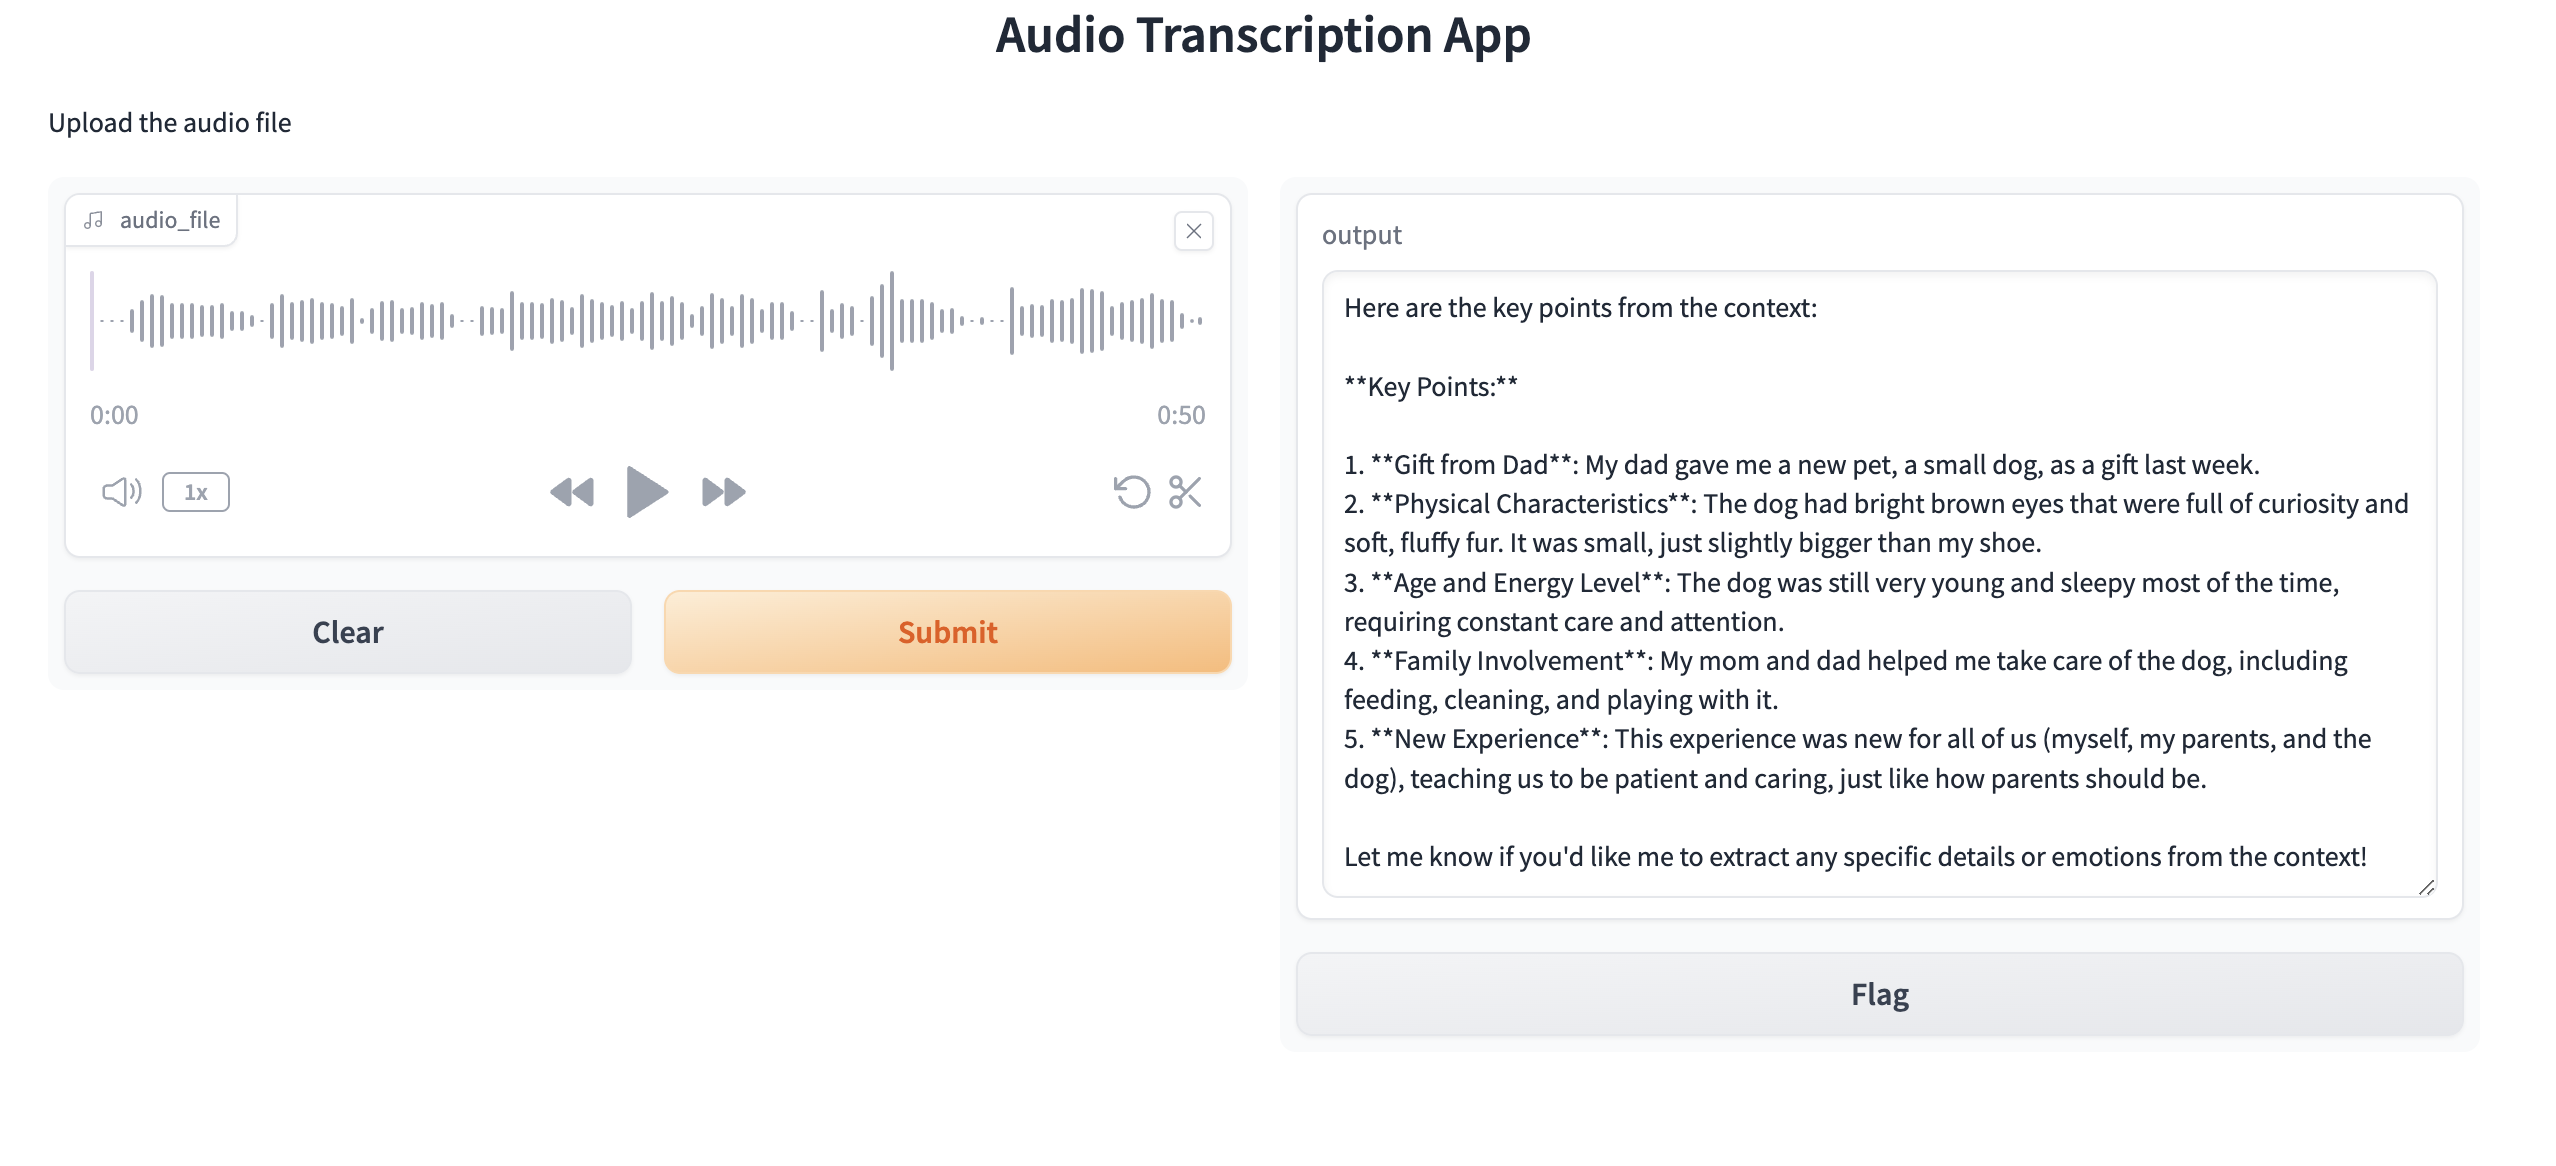 Audio Transcription App
Upload the audio file
audio_file
0:00
0:50
1x
Clear
Submit
output
Here are the key points from the context:
**Key Points:**
1. **Gift from Dad**: My dad gave me a new pet, a small dog, as a gift last week.
2. **Physical Characteristics**: The dog had bright brown eyes that were full of curiosity and
soft, fluffy fur. It was small, just slightly bigger than my shoe.
3. **Age and Energy Level**: The dog was still very young and sleepy most of the time,
requiring constant care and attention.
4. **Family Involvement**: My mom and dad helped me take care of the dog, including
feeding, cleaning, and playing with it.
5. **New Experience**: This experience was new for all of us (myself, my parents, and the
dog), teaching us to be patient and caring, just like how parents should be.
Let me know if you'd like me to extract any specific details or emotions from the context!
Flag